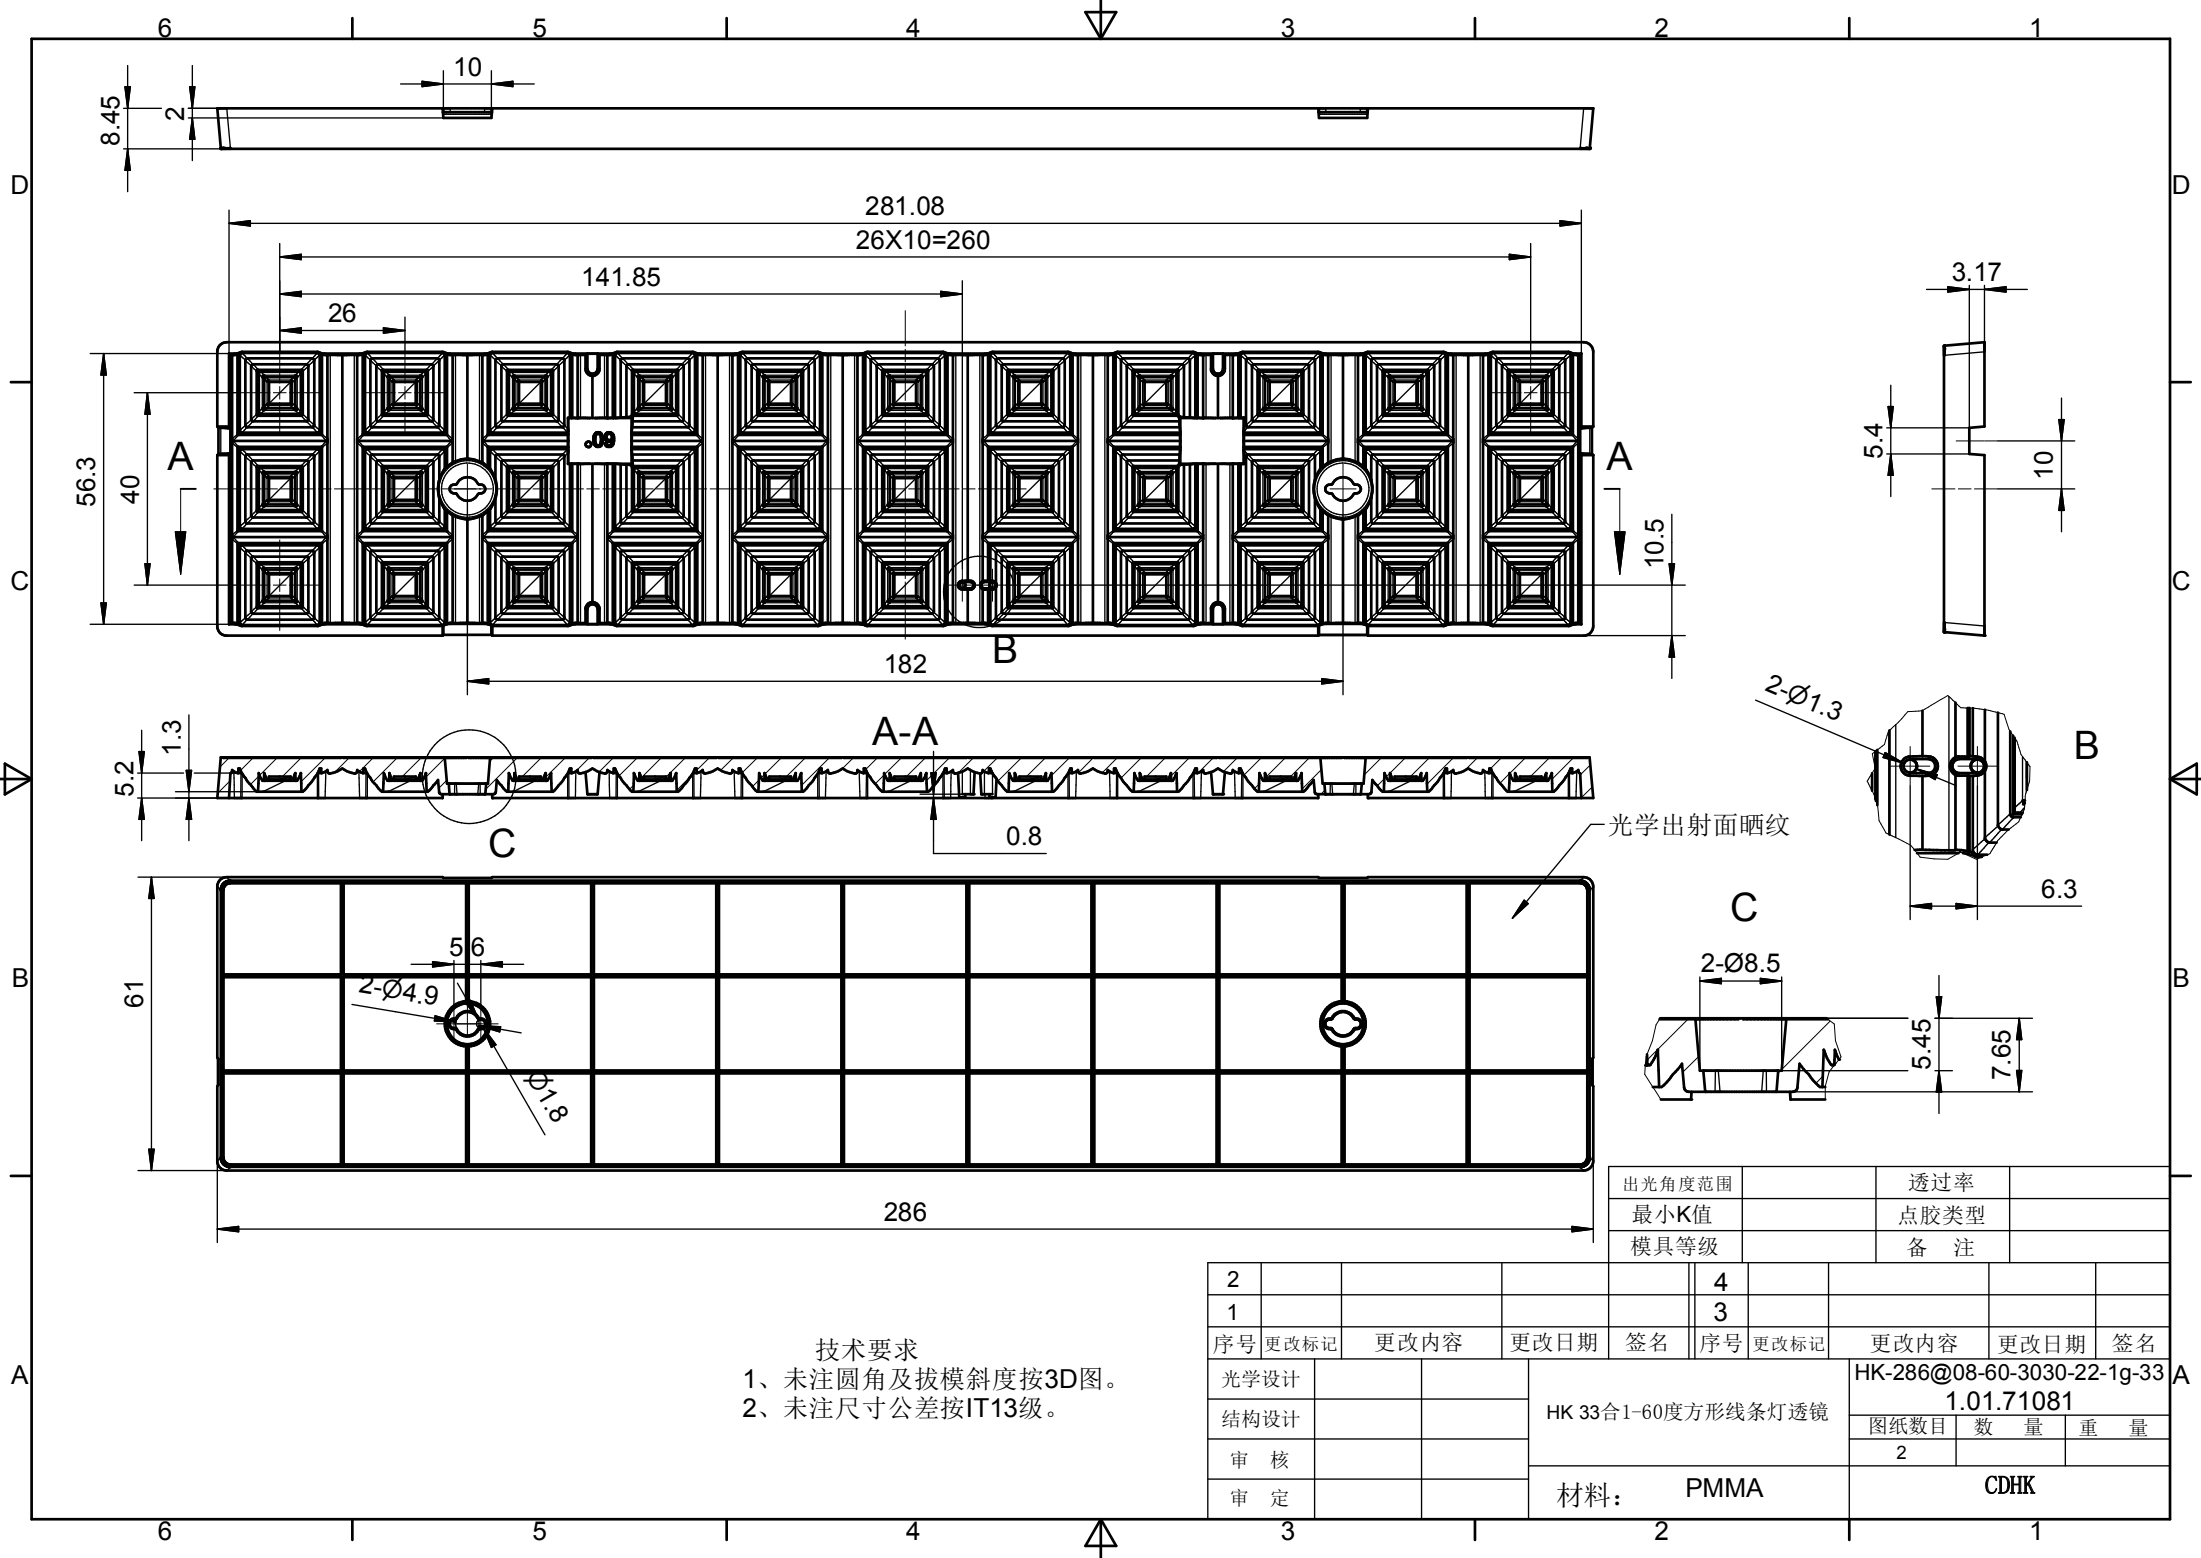 6 5 4 3 2 1
D
D
10
8.45
2
281.08
26X10=260
141.85
26
3.17
60°
A
A
56.3
40
5.4
10
10.5
C
C
B
182
2-Ø1.3
B
6.3
A-A
1.3
5.2
0.8
C
光学出射面晒纹
C
2-Ø8.5
5.45
7.65
B
B
5.6
2-Ø4.9
ϕ1.8
61
286
出光角度范围 透过率
最小K值 点胶类型
模具等级 备 注
2 4
1 3
序号 更改标记 更改内容 更改日期 签名 序号 更改标记 更改内容 更改日期 签名
技术要求
1、未注圆角及拔模斜度按3D图。
2、未注尺寸公差按IT13级。
A
A
光学设计
结构设计
审 核
审 定
HK 33合1-60度方形线条灯透镜
材料： PMMA
HK-286@08-60-3030-22-1g-33
1.01.71081
图纸数目 数 量 重 量
2
CDHK
6 5 4 3 2 1